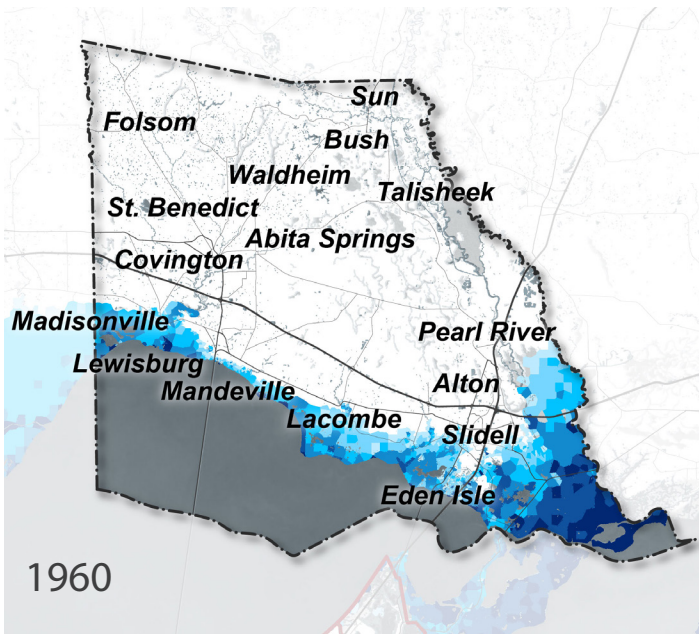 Sun
Folsom
Bush
Waldheim
Talisheek
St. Benedict
Abita Springs
Covington
Madisonville
Pearl River
Lewisburg
Mandeville
Alton
Lacombe
Slidell
Eden Isle
1960